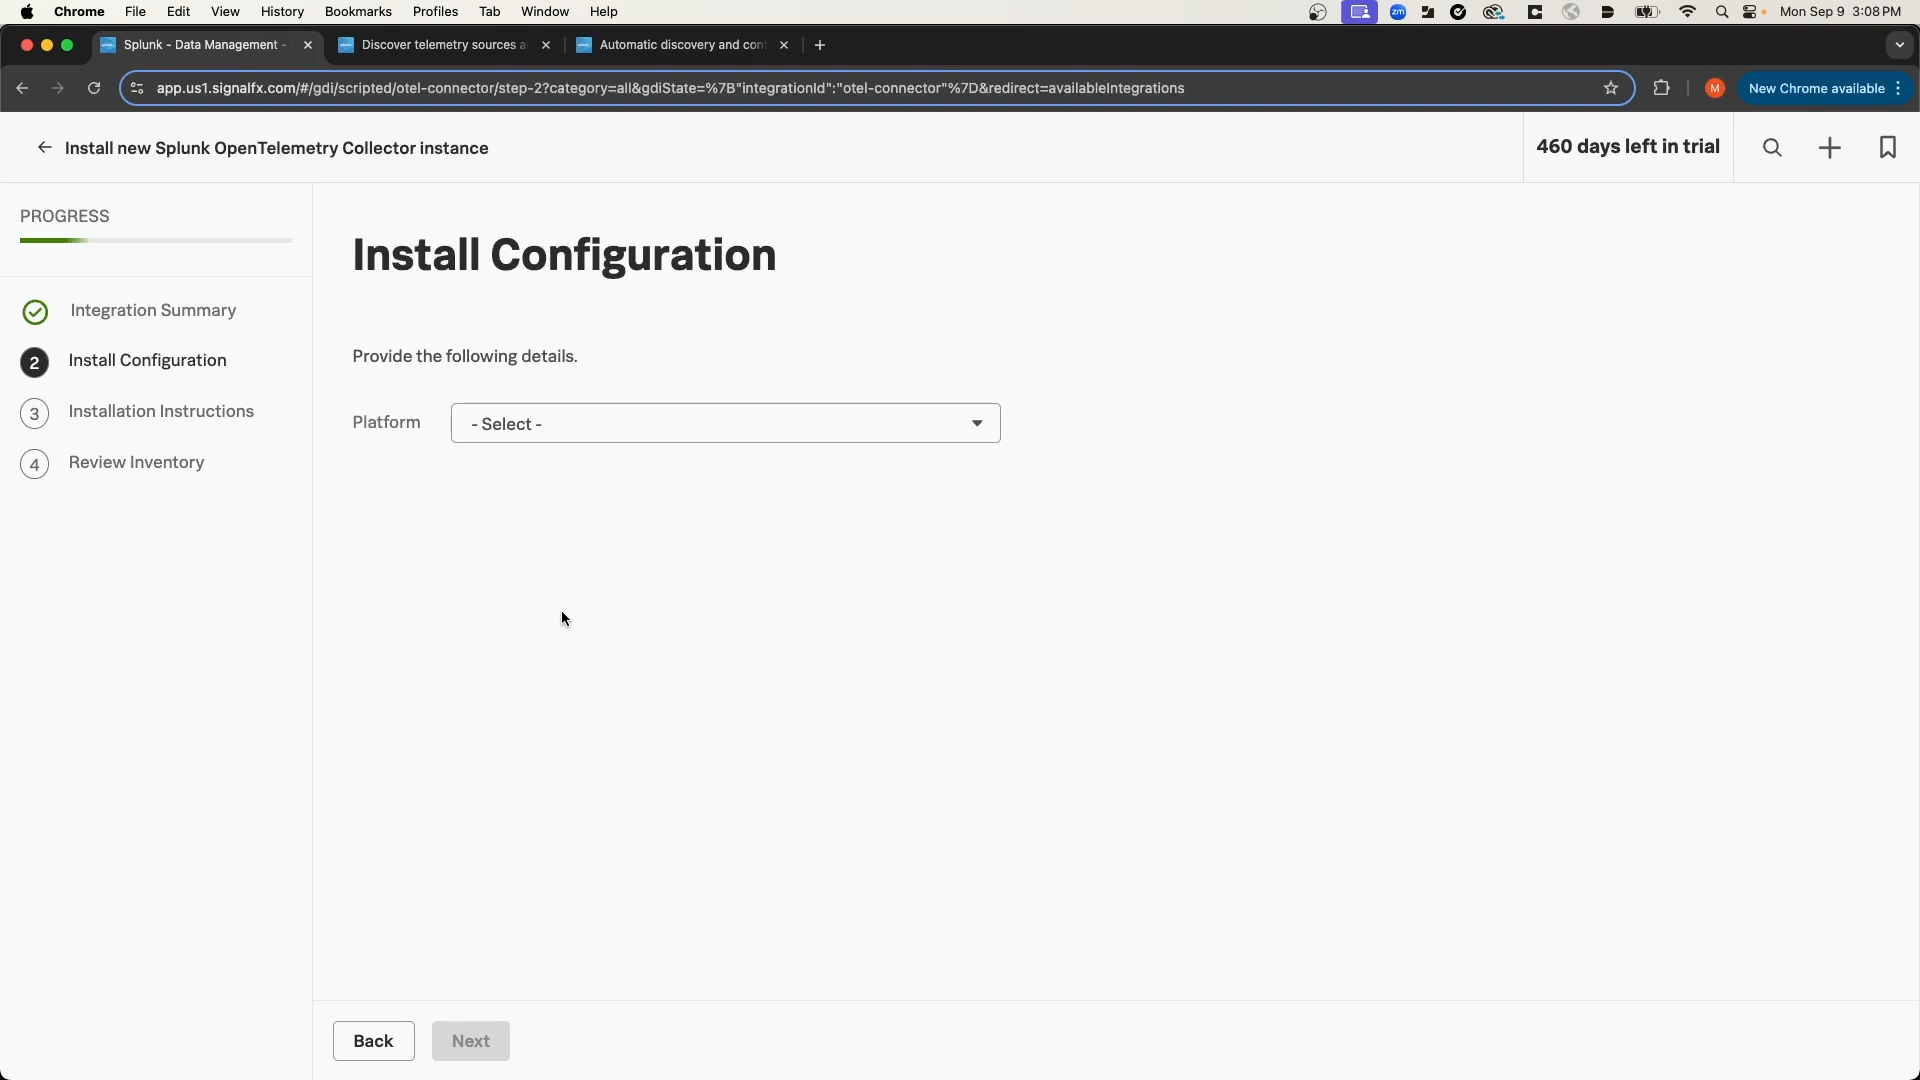 Chrome File Edit View History Bookmarks Profiles Tab Window Help
zm
Mon Sep 9 3:08 PM
Splunk - Data Management -
Discover telemetry sources a
Automatic discovery and con
app.us1.signalfx.com/#/gdi/scripted/otel-connector/step-2?category=all&gdiState=%7B"integrationId":"otel-connector"%7D&redirect=availableIntegrations
M
New Chrome available
Install new Splunk OpenTelemetry Collector instance
460 days left in trial
PROGRESS
Integration Summary
2 Install Configuration
3 Installation Instructions
4 Review Inventory
Install Configuration
Provide the following details.
Platform
- Select -
Back
Next